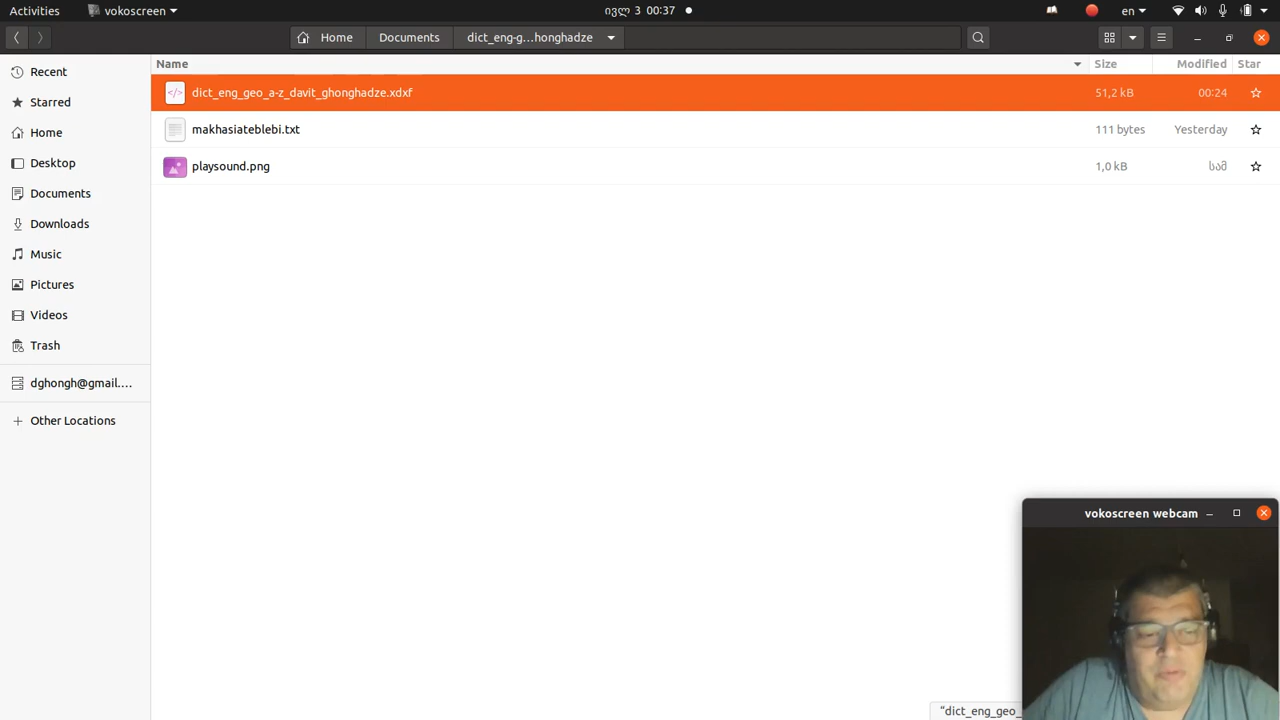 Activities vokoscreen ივლ 3 00:37 en
Home Documents dict_eng-g...honghadze
Name Size Modified Star
Recent
dict_eng_geo_a-z_davit_ghonghadze.xdxf 51,2 kB 00:24
Starred
makhasiateblebi.txt 111 bytes Yesterday
Home
Desktop
playsound.png 1,0 kB სამ
Documents
Downloads
Music
Pictures
Videos
Trash
dghongh@gmail....
Other Locations
vokoscreen webcam
“dict_eng_geo_